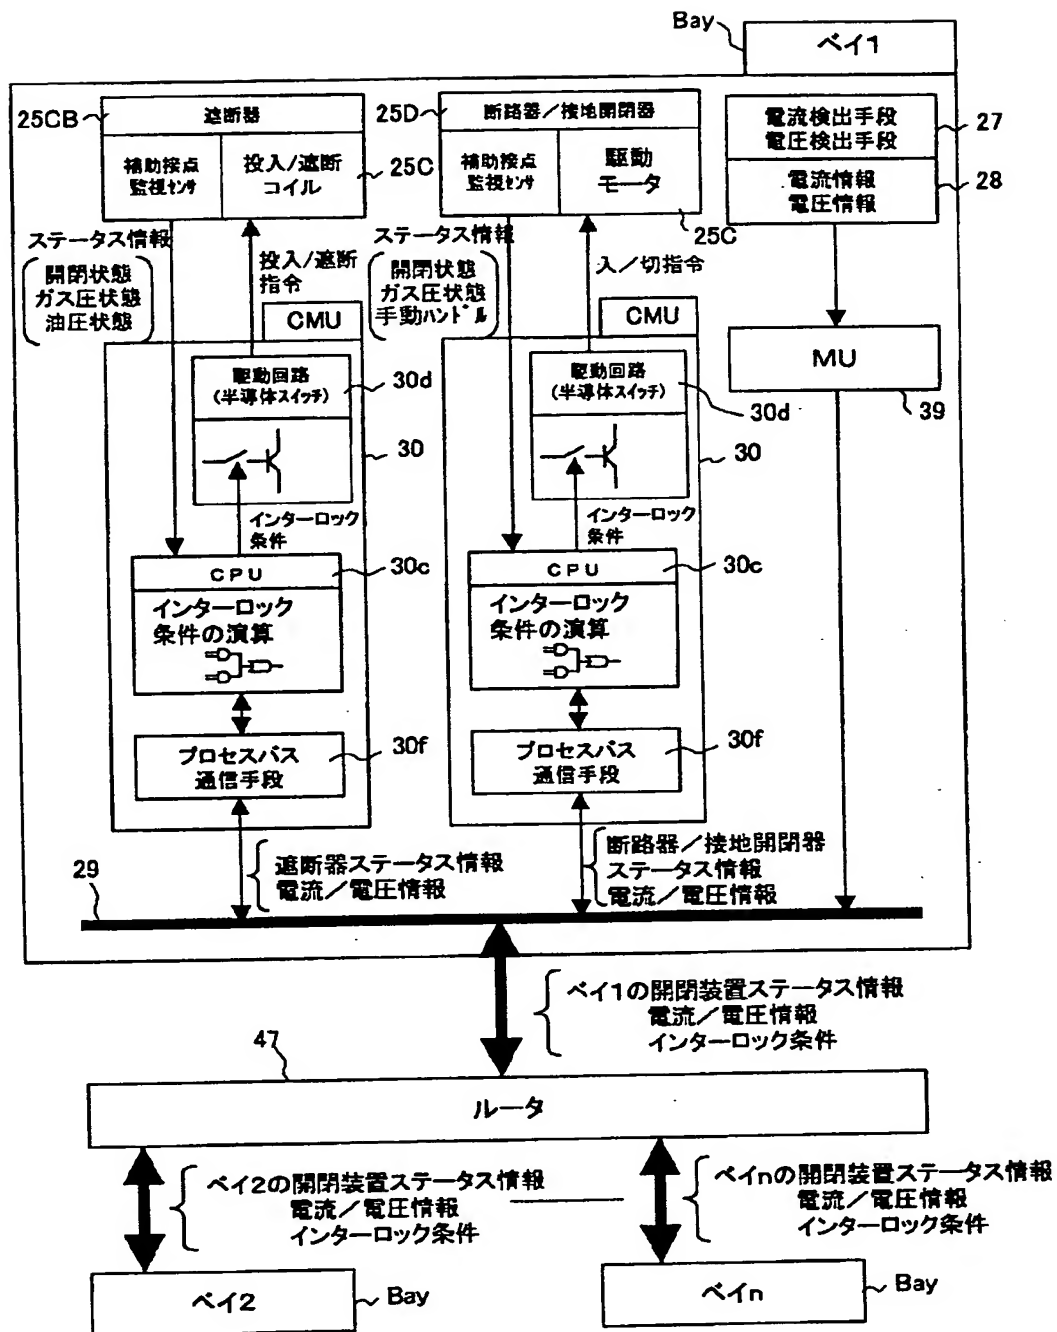 Bay
ベイ1
25CB
遮断器
補助接点
監視ｾﾝｻ
投入/遮断
コイル
25C
25D
断路器/接地開閉器
補助接点
監視ｾﾝｻ
駆動
モータ
25C
電流検出手段
電圧検出手段
27
電流情報
電圧情報
28
ステータス情報
開閉状態
ガス圧状態
油圧状態
投入/遮断
指令
ステータス情報
開閉状態
ガス圧状態
手動ﾊﾝﾄﾞﾙ
入/切指令
CMU
駆動回路
(半導体ｽｲｯﾁ)
30d
30
インターロック
条件
CPU
30c
インターロック
条件の演算
プロセスバス
通信手段
30f
CMU
駆動回路
(半導体ｽｲｯﾁ)
30d
30
インターロック
条件
CPU
30c
インターロック
条件の演算
プロセスバス
通信手段
30f
MU
39
29
遮断器ステータス情報
電流/電圧情報
断路器/接地開閉器
ステータス情報
電流/電圧情報
ベイ1の開閉装置ステータス情報
電流/電圧情報
インターロック条件
47
ルータ
ベイ2の開閉装置ステータス情報
電流/電圧情報
インターロック条件
ベイnの開閉装置ステータス情報
電流/電圧情報
インターロック条件
ベイ2
Bay
ベイn
Bay